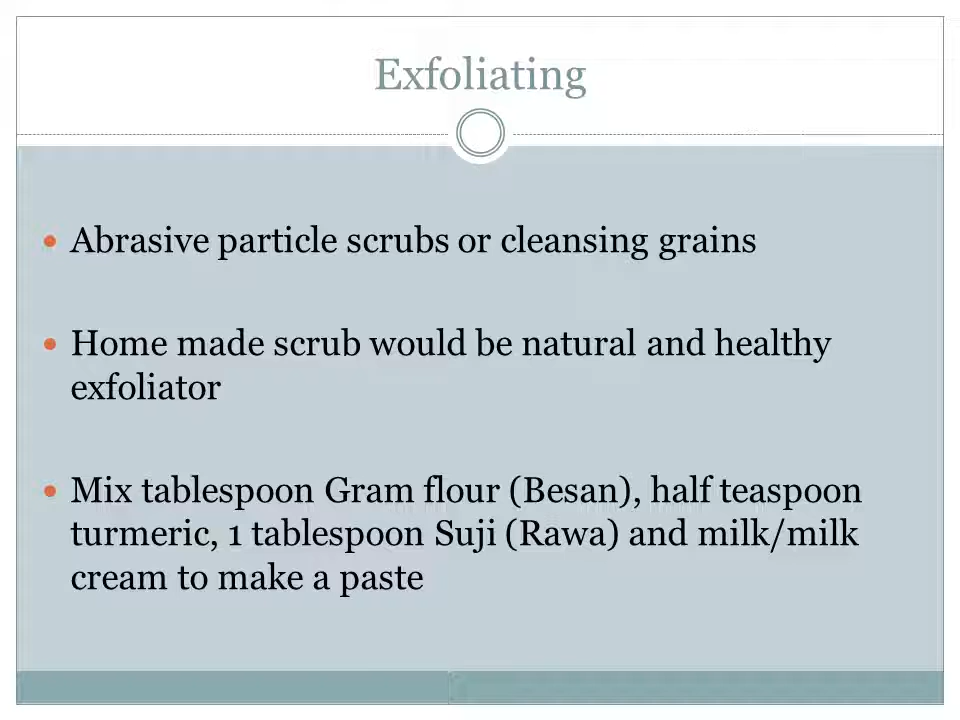 Exfoliating
Abrasive particle scrubs or cleansing grains
Home made scrub would be natural and healthy
exfoliator
Mix tablespoon Gram flour (Besan), half teaspoon
turmeric, 1 tablespoon Suji (Rawa) and milk/milk
cream to make a paste